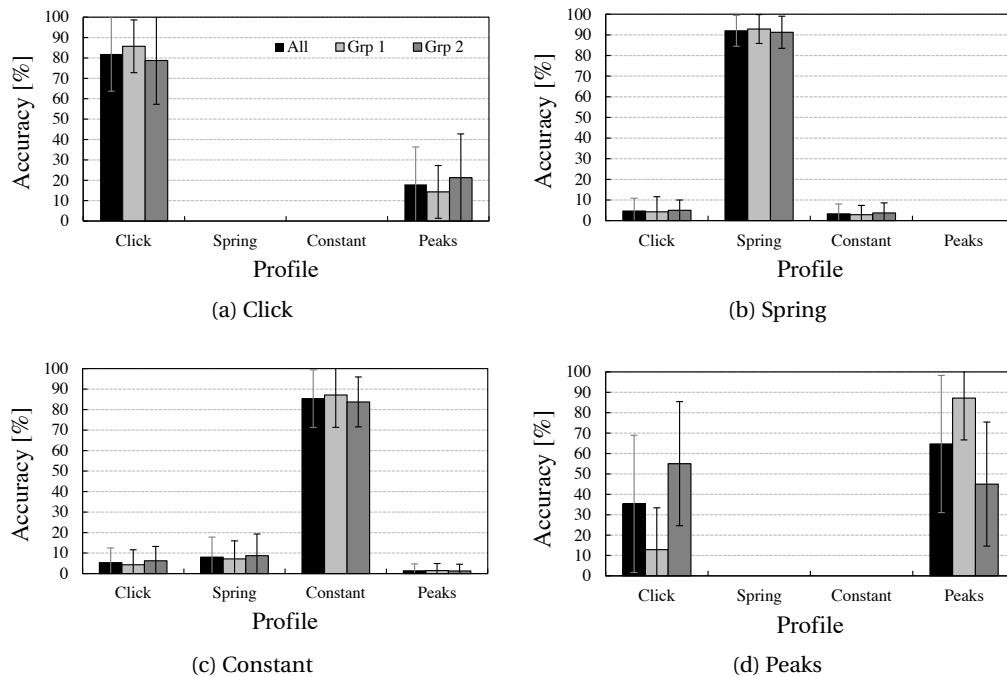 Accuracy [%]
100
90
80
70
60
50
40
30
20
10
0
All Grp 1 Grp 2
Click Spring Constant Peaks
Profile
(a) Click
Accuracy [%]
100
90
80
70
60
50
40
30
20
10
0
Click Spring Constant Peaks
Profile
(b) Spring
Accuracy [%]
100
90
80
70
60
50
40
30
20
10
0
Click Spring Constant Peaks
Profile
(c) Constant
Accuracy [%]
100
90
80
70
60
50
40
30
20
10
0
Click Spring Constant Peaks
Profile
(d) Peaks